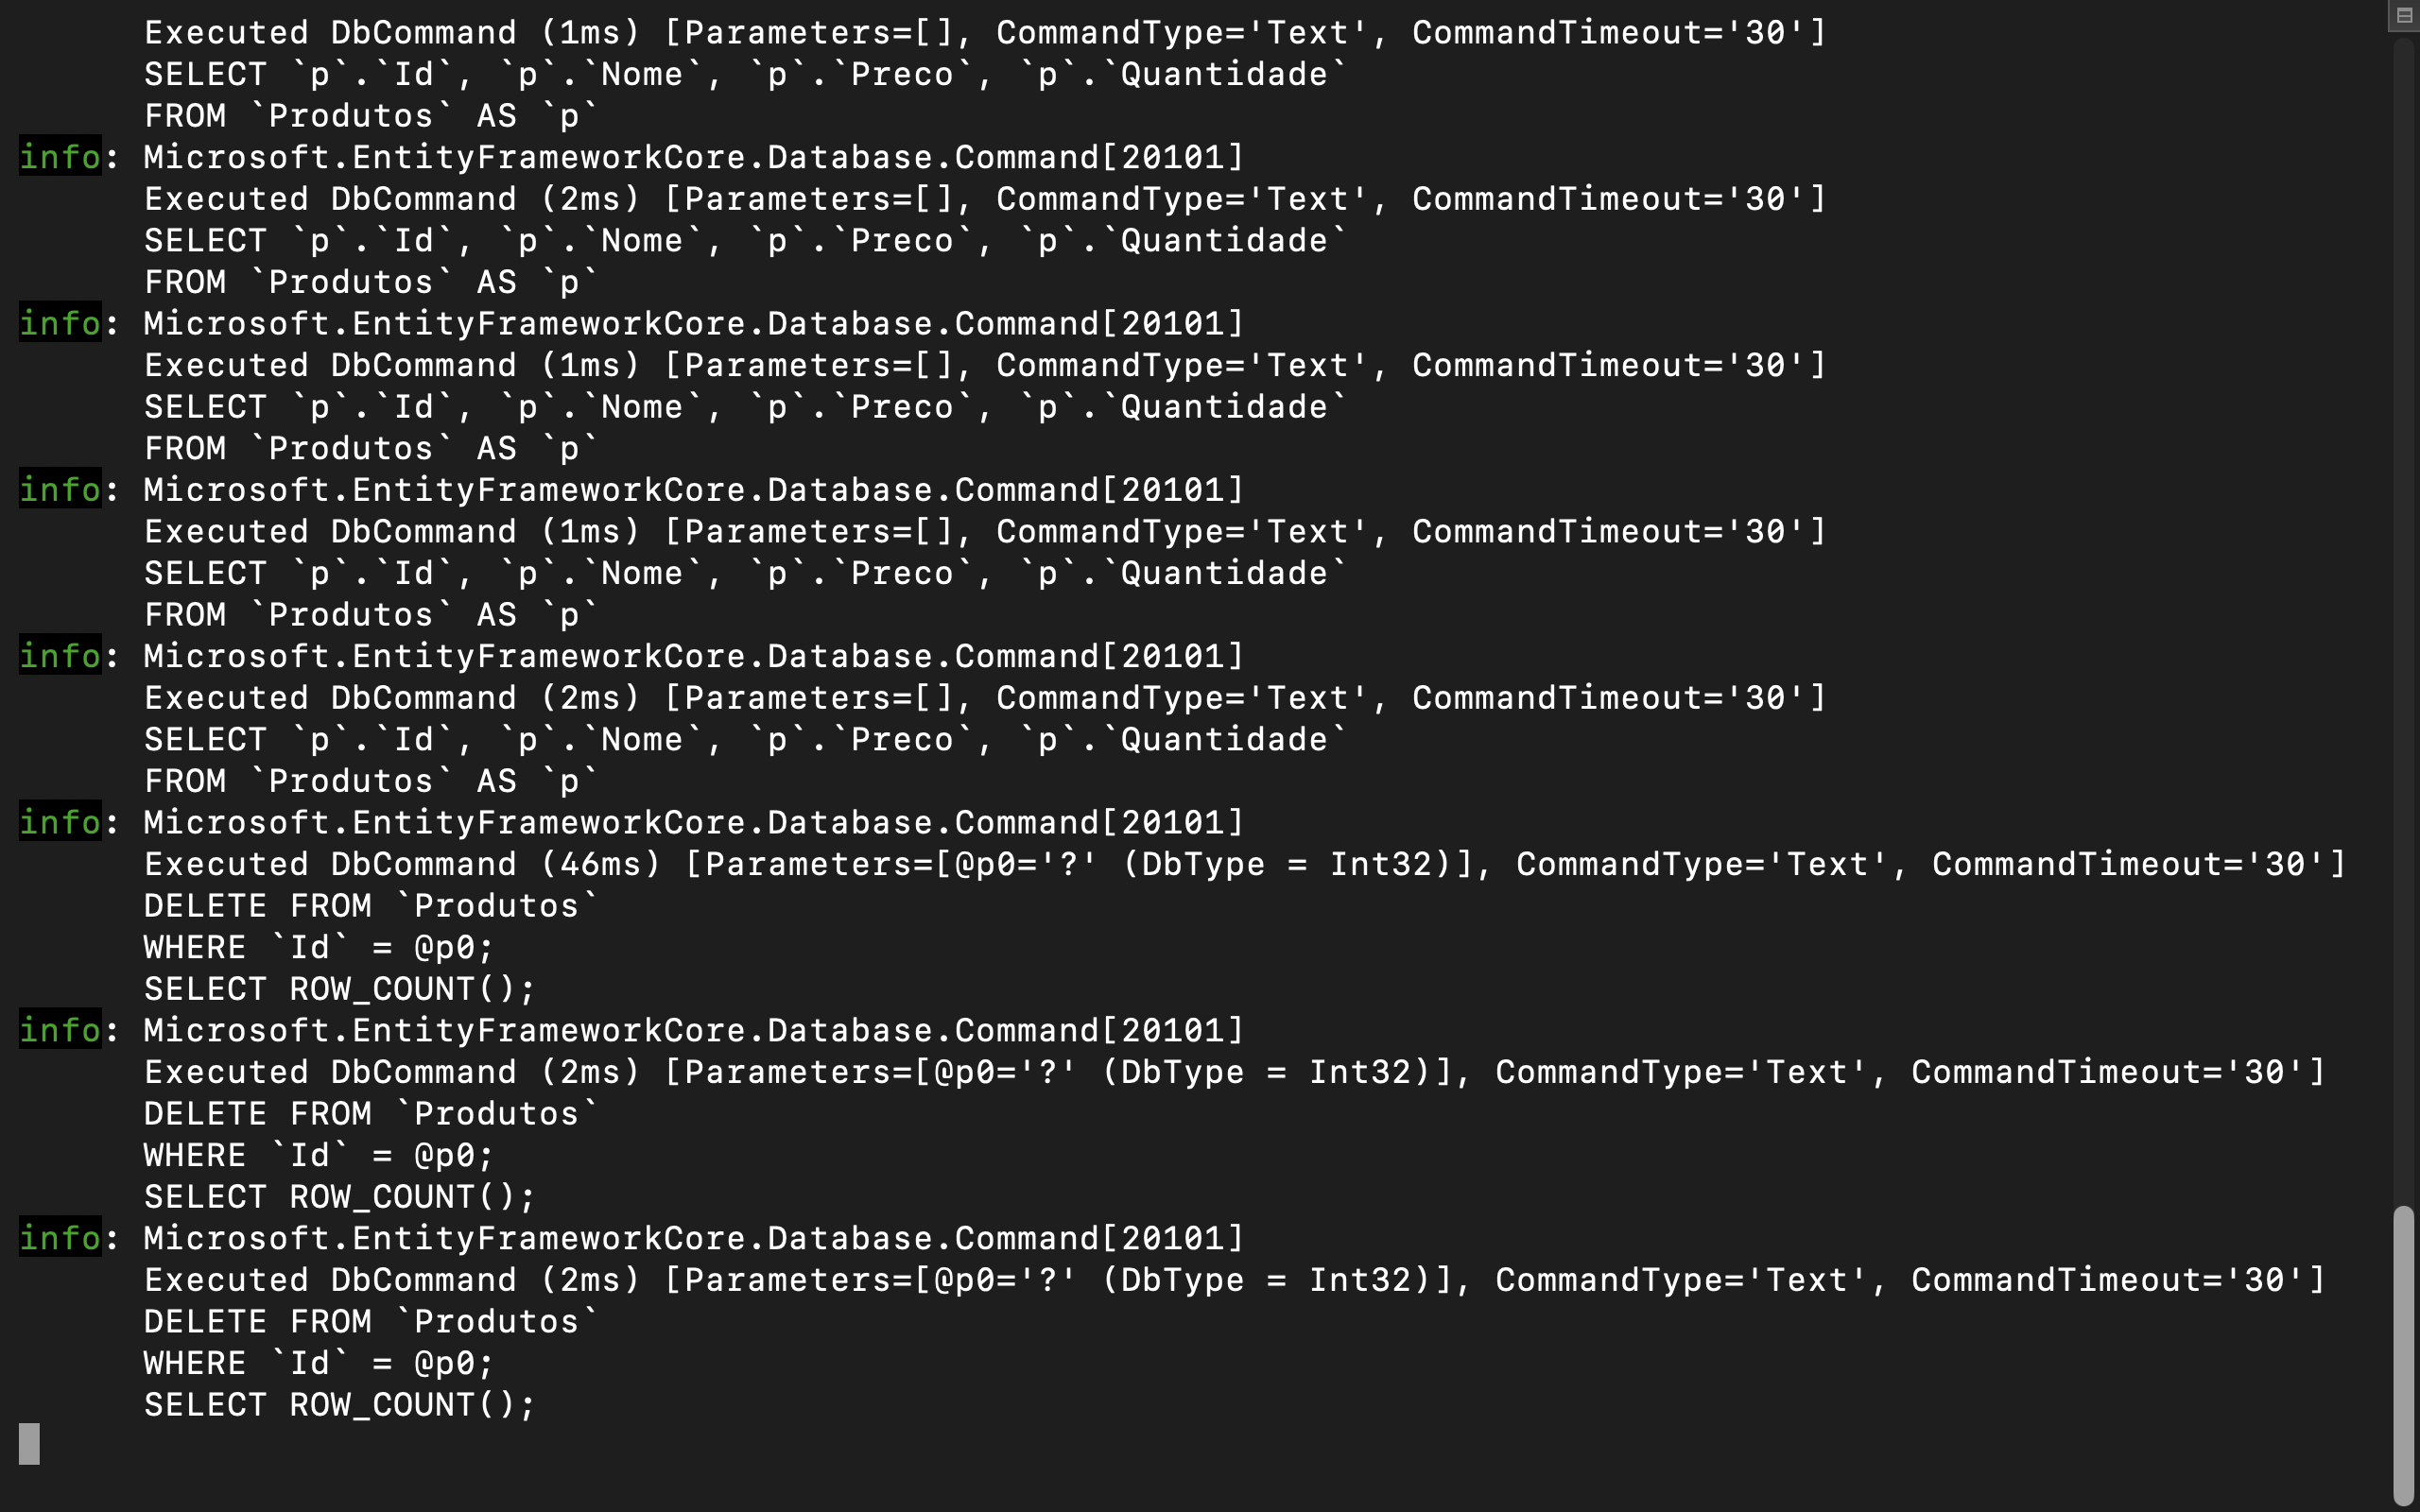 Executed DbCommand (1ms) [Parameters=[], CommandType='Text', CommandTimeout='30']
SELECT `p`.`Id`, `p`.`Nome`, `p`.`Preco`, `p`.`Quantidade`
FROM `Produtos` AS `p`
info: Microsoft.EntityFrameworkCore.Database.Command[20101]
Executed DbCommand (2ms) [Parameters=[], CommandType='Text', CommandTimeout='30']
SELECT `p`.`Id`, `p`.`Nome`, `p`.`Preco`, `p`.`Quantidade`
FROM `Produtos` AS `p`
info: Microsoft.EntityFrameworkCore.Database.Command[20101]
Executed DbCommand (1ms) [Parameters=[], CommandType='Text', CommandTimeout='30']
SELECT `p`.`Id`, `p`.`Nome`, `p`.`Preco`, `p`.`Quantidade`
FROM `Produtos` AS `p`
info: Microsoft.EntityFrameworkCore.Database.Command[20101]
Executed DbCommand (1ms) [Parameters=[], CommandType='Text', CommandTimeout='30']
SELECT `p`.`Id`, `p`.`Nome`, `p`.`Preco`, `p`.`Quantidade`
FROM `Produtos` AS `p`
info: Microsoft.EntityFrameworkCore.Database.Command[20101]
Executed DbCommand (2ms) [Parameters=[], CommandType='Text', CommandTimeout='30']
SELECT `p`.`Id`, `p`.`Nome`, `p`.`Preco`, `p`.`Quantidade`
FROM `Produtos` AS `p`
info: Microsoft.EntityFrameworkCore.Database.Command[20101]
Executed DbCommand (46ms) [Parameters=[@p0='?' (DbType = Int32)], CommandType='Text', CommandTimeout='30']
DELETE FROM `Produtos`
WHERE `Id` = @p0;
SELECT ROW_COUNT();
info: Microsoft.EntityFrameworkCore.Database.Command[20101]
Executed DbCommand (2ms) [Parameters=[@p0='?' (DbType = Int32)], CommandType='Text', CommandTimeout='30']
DELETE FROM `Produtos`
WHERE `Id` = @p0;
SELECT ROW_COUNT();
info: Microsoft.EntityFrameworkCore.Database.Command[20101]
Executed DbCommand (2ms) [Parameters=[@p0='?' (DbType = Int32)], CommandType='Text', CommandTimeout='30']
DELETE FROM `Produtos`
WHERE `Id` = @p0;
SELECT ROW_COUNT();